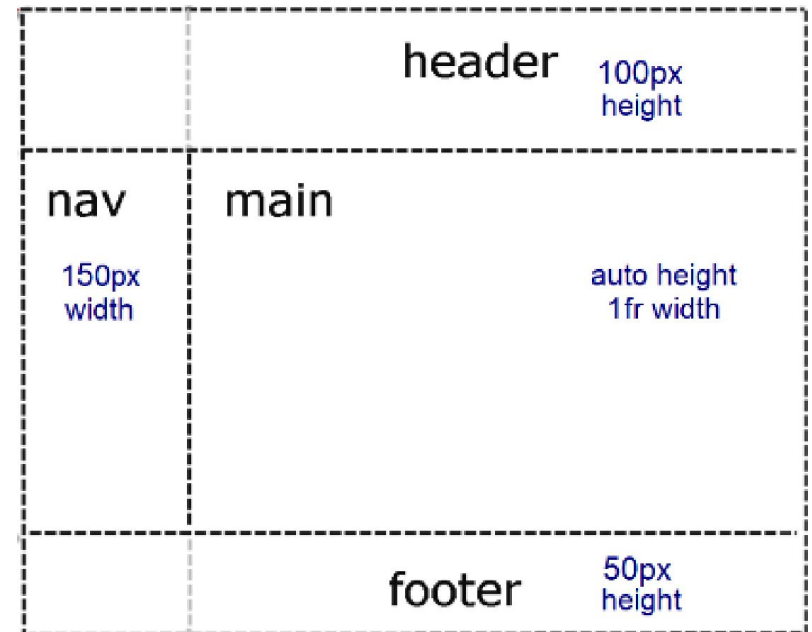 header
100px
height
nav
main
150px
width
auto height
1fr width
footer
50px
height